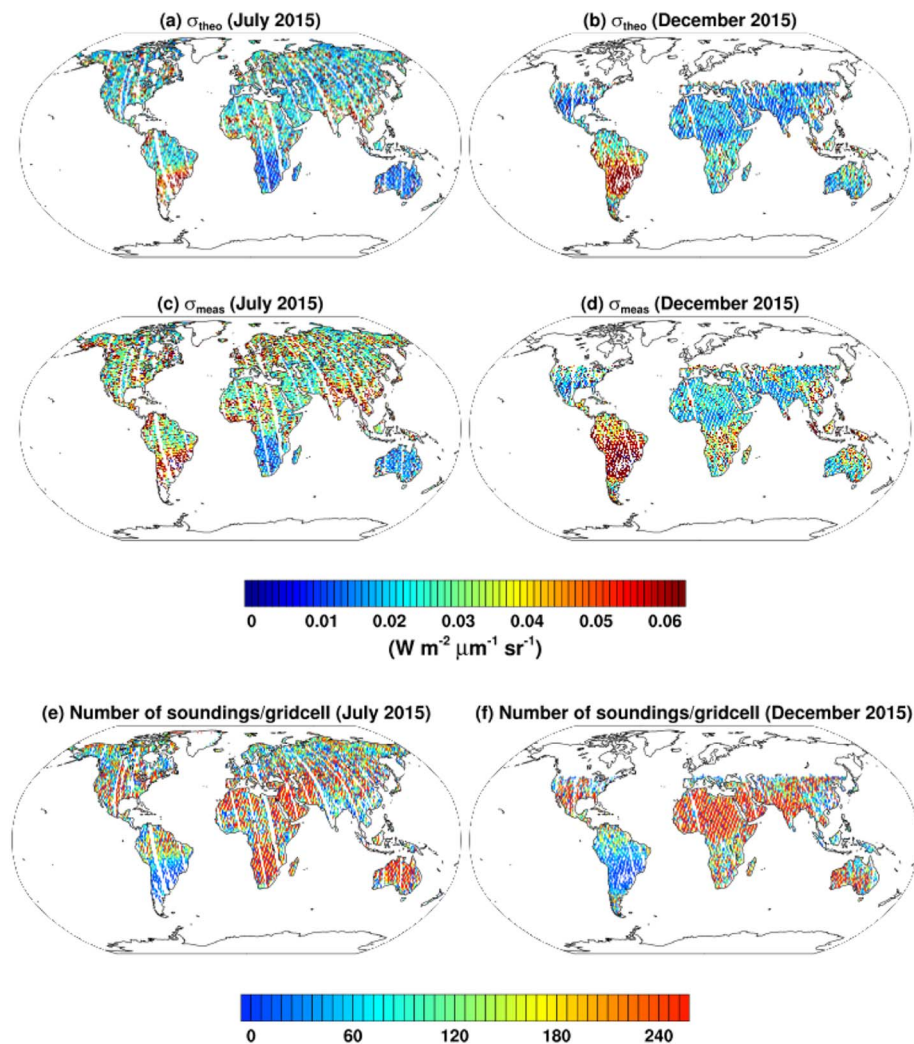 (a) σtheo (July 2015)
(b) σtheo (December 2015)
(c) σmeas (July 2015)
(d) σmeas (December 2015)
0 0.01 0.02 0.03 0.04 0.05 0.06
(W m⁻² μm⁻¹ sr⁻¹)
(e) Number of soundings/gridcell (July 2015)
(f) Number of soundings/gridcell (December 2015)
0 60 120 180 240